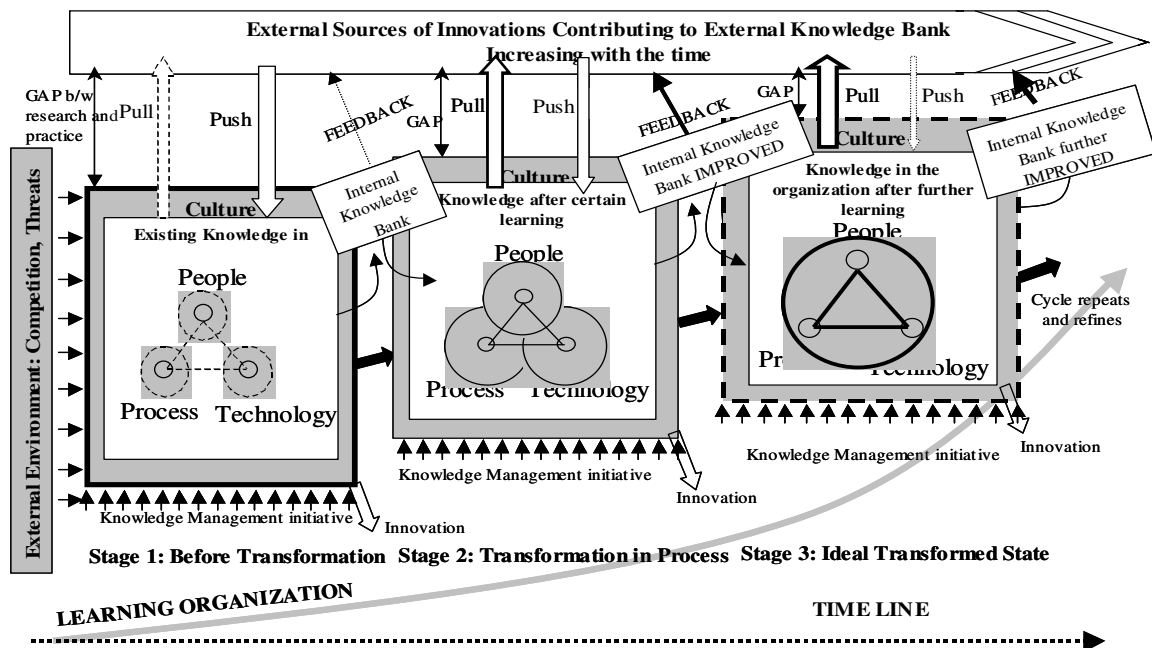 External Sources of Innovations Contributing to External Knowledge Bank
Increasing with the time
GAP b/w
research and
practice
Pull
Push
FEEDBACK
GAP
Pull
Push
FEEDBACK
GAP
Pull
Push
FEEDBACK
External Environment: Competition, Threats
Culture
Existing Knowledge in
People
Process
Technology
Internal
Knowledge
Bank
Culture
Knowledge after certain
learning
People
Process
Technology
Internal Knowledge
Bank IMPROVED
Culture
Knowledge in the
organization after further
learning
People
Technology
Internal Knowledge
Bank further
IMPROVED
Cycle repeats
and refines
Knowledge Management initiative
Innovation
Knowledge Management initiative
Innovation
Knowledge Management initiative
Innovation
Stage 1: Before Transformation
Stage 2: Transformation in Process
Stage 3: Ideal Transformed State
LEARNING ORGANIZATION
TIME LINE